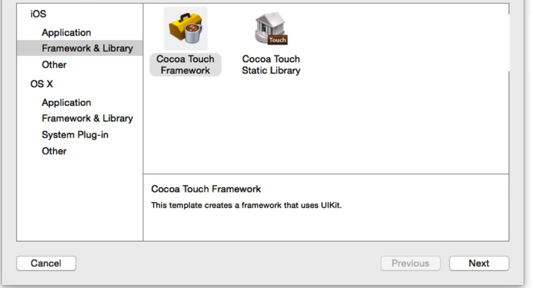 iOS
Application
Framework & Library
Other
OS X
Application
Framework & Library
System Plug-in
Other
Cocoa Touch
Framework
Touch
Cocoa Touch
Static Library
Cocoa Touch Framework
This template creates a framework that uses UIKit.
Cancel
Previous
Next